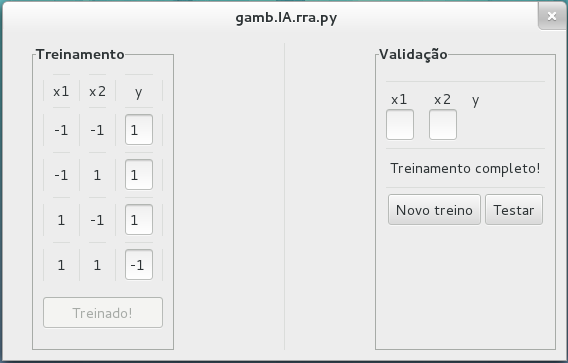 gamb.IA.rra.py
Treinamento
x1 x2 y
-1 -1 1
-1 1 1
1 -1 1
1 1 -1
Treinado!
Validação
x1 x2 y
Treinamento completo!
Novo treino Testar